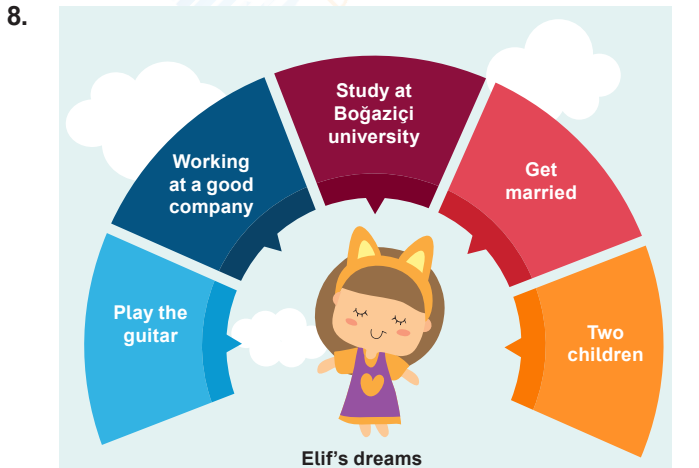 8.
Study at
Boğaziçi
university
Working
at a good
company
Get
married
Play the
guitar
Two
children
Elif's dreams